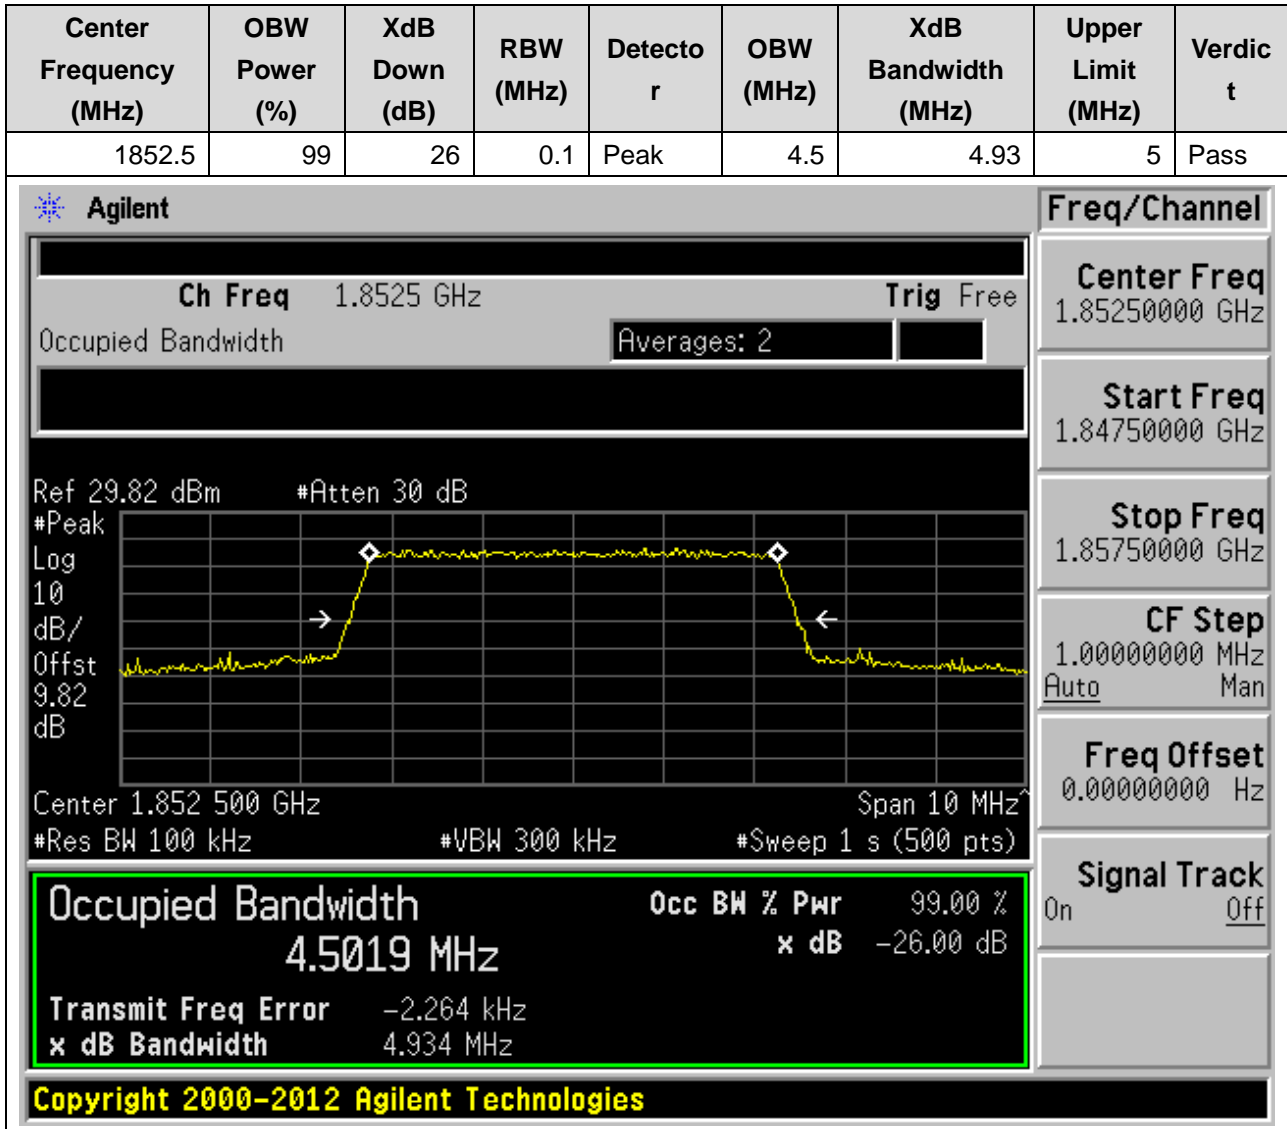 Center Frequency (MHz) OBW Power (%) XdB Down (dB) RBW (MHz) Detecto r OBW (MHz) XdB Bandwidth (MHz) Upper Limit (MHz) Verdic t
1852.5 99 26 0.1 Peak 4.5 4.93 5 Pass
Agilent
Freq/Channel
Ch Freq 1.8525 GHz Trig Free
Occupied Bandwidth Averages: 2
Center Freq
1.85250000 GHz
Start Freq
1.84750000 GHz
Stop Freq
1.85750000 GHz
CF Step
1.00000000 MHz
Auto Man
Freq Offset
0.00000000 Hz
Signal Track
On Off
Ref 29.82 dBm #Atten 30 dB
#Peak
Log
10
dB/
Offst
9.82
dB
Center 1.852 500 GHz Span 10 MHz^
#Res BW 100 kHz #VBW 300 kHz #Sweep 1 s (500 pts)
Occupied Bandwidth Occ BW % Pwr 99.00 %
4.5019 MHz x dB -26.00 dB
Transmit Freq Error -2.264 kHz
x dB Bandwidth 4.934 MHz
Copyright 2000-2012 Agilent Technologies